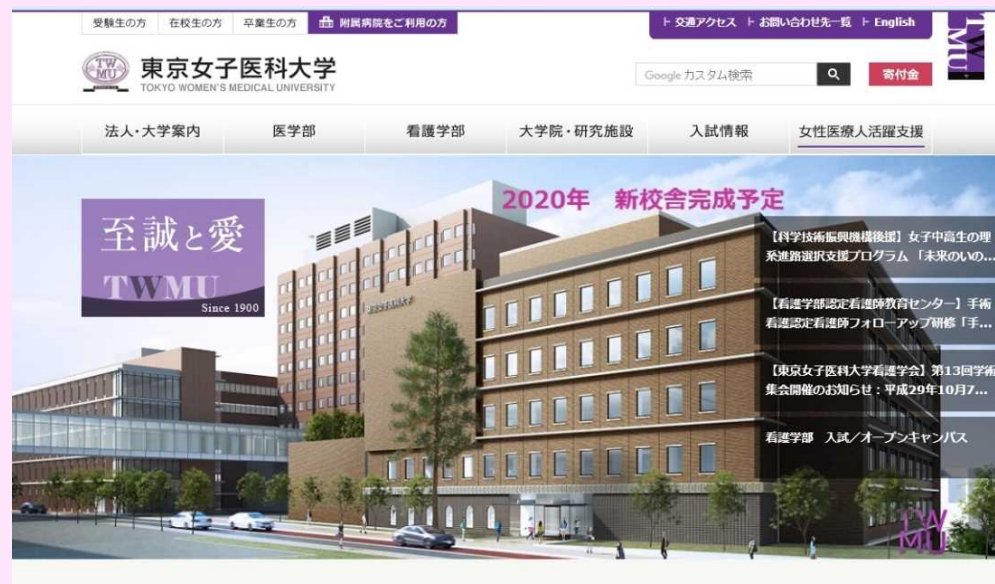 受験生の方 在校生の方 卒業生の方 附属病院をご利用の方
交通アクセス お問い合わせ先一覧 English
TWMU
TWMU
東京女子医科大学
TOKYO WOMEN'S MEDICAL UNIVERSITY
Google カスタム検索
寄付金
法人・大学案内 医学部 看護学部 大学院・研究施設 入試情報 女性医療人活躍支援
2020年 新校舎完成予定
至誠と愛
TWMU
Since 1900
東京女子医科大学
【科学技術振興機構後援】女子中高生の理
系進路選択支援プログラム 「未来のいの...
【看護学部認定看護師教育センター】手術
看護認定看護師フォローアップ研修「手...
【東京女子医科大学看護学会】第13回学術
集会開催のお知らせ：平成29年10月7...
看護学部 入試／オープンキャンパス
TWMU